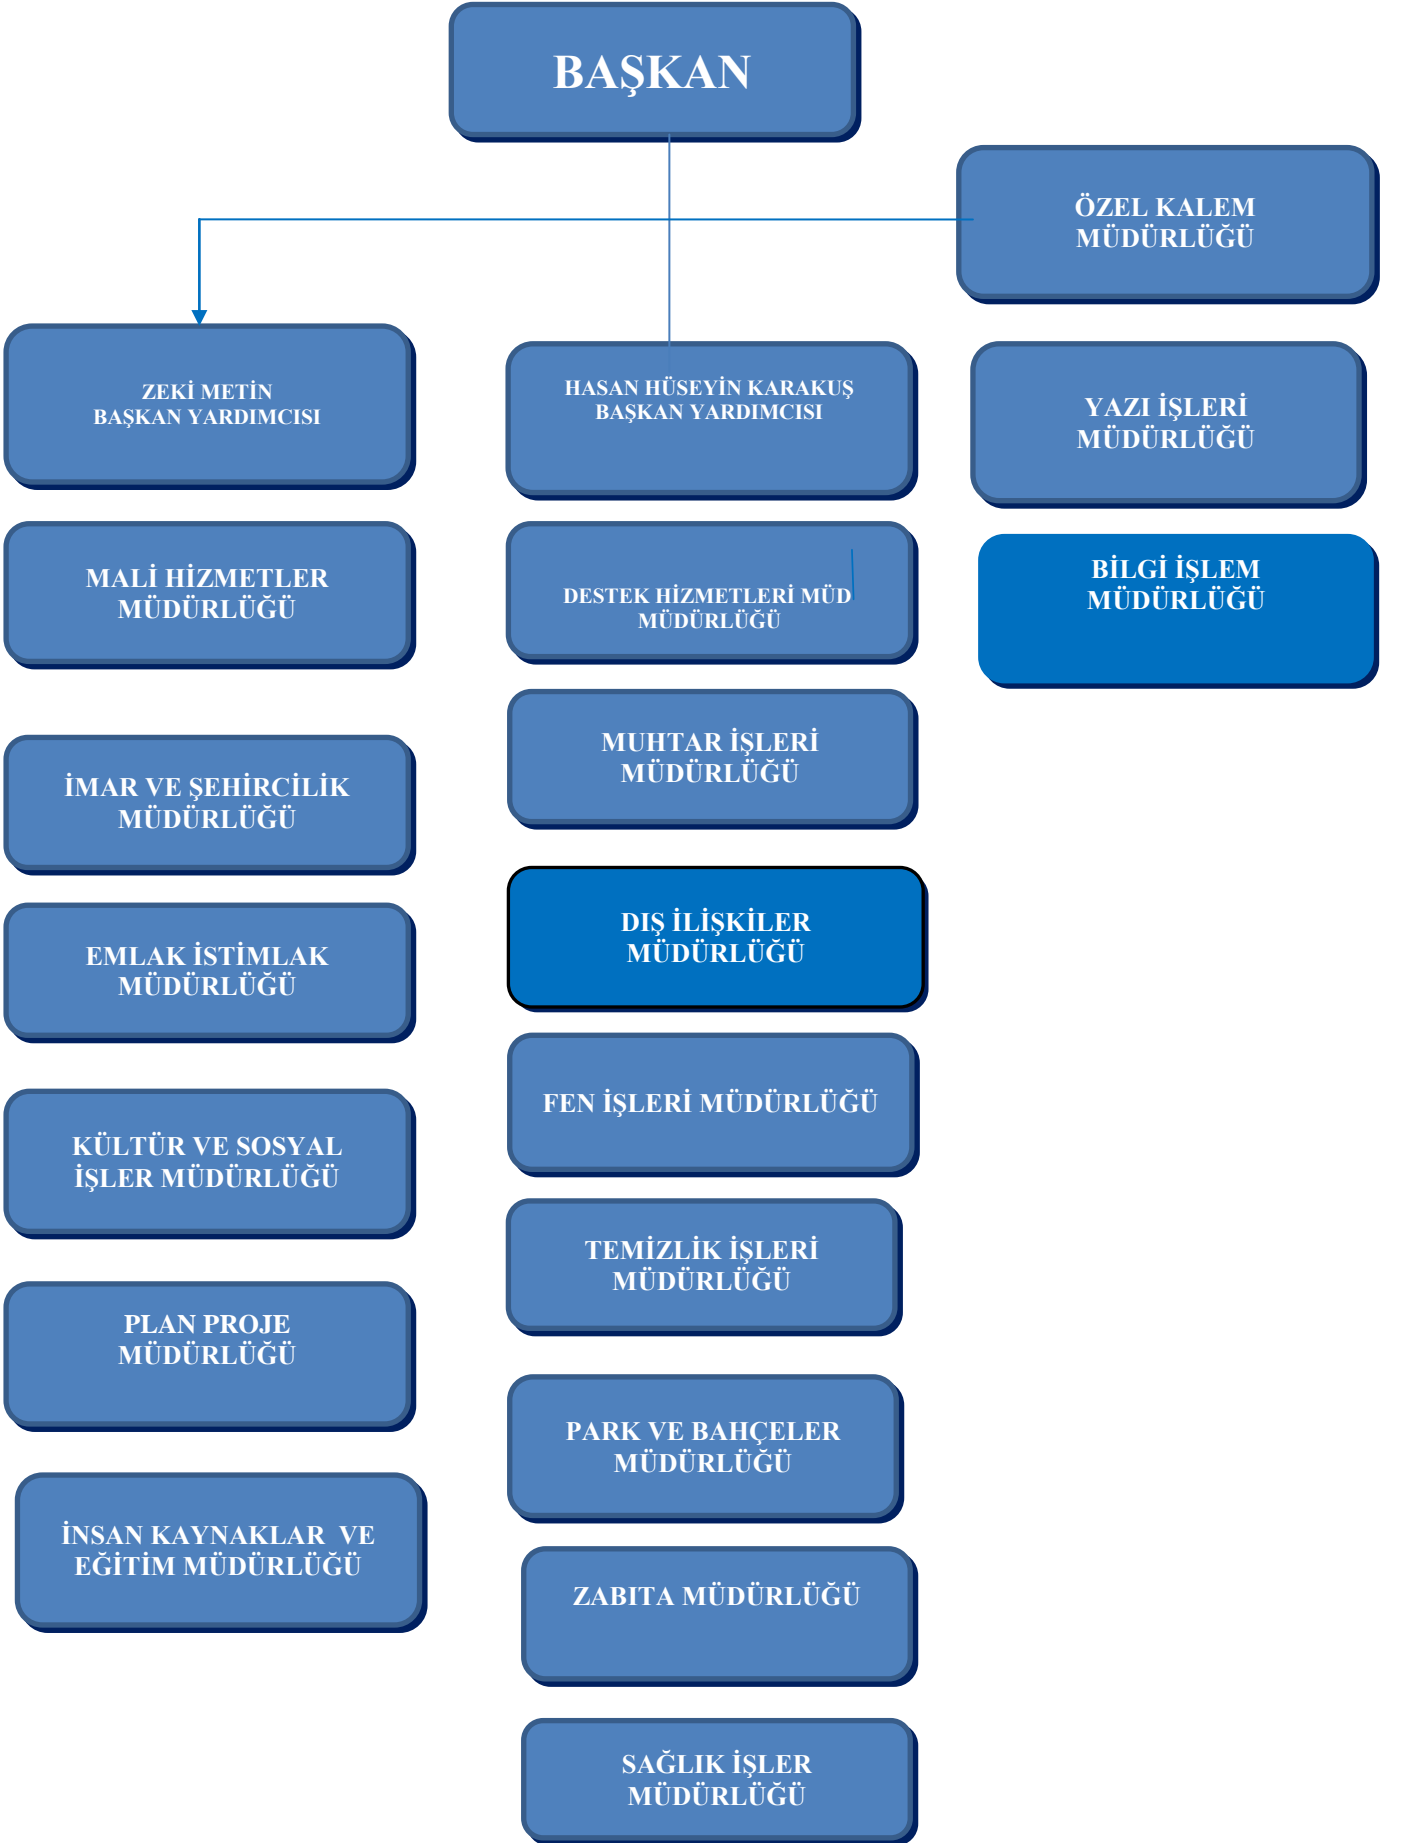 BAŞKAN
ÖZEL KALEM
MÜDÜRLÜĞÜ
ZEKİ METİN
BAŞKAN YARDIMCISI
HASAN HÜSEYİN KARAKUŞ
BAŞKAN YARDIMCISI
YAZI İŞLERİ
MÜDÜRLÜĞÜ
MALİ HİZMETLER
MÜDÜRLÜĞÜ
DESTEK HİZMETLERİ MÜD
MÜDÜRLÜĞÜ
BİLGİ İŞLEM
MÜDÜRLÜĞÜ
MUHTAR İŞLERİ
MÜDÜRLÜĞÜ
İMAR VE ŞEHİRCİLİK
MÜDÜRLÜĞÜ
DIŞ İLİŞKİLER
MÜDÜRLÜĞÜ
EMLAK İSTİMLAK
MÜDÜRLÜĞÜ
FEN İŞLERİ MÜDÜRLÜĞÜ
KÜLTÜR VE SOSYAL
İŞLER MÜDÜRLÜĞÜ
TEMİZLİK İŞLERİ
MÜDÜRLÜĞÜ
PLAN PROJE
MÜDÜRLÜĞÜ
PARK VE BAHÇELER
MÜDÜRLÜĞÜ
İNSAN KAYNAKLAR  VE
EĞİTİM MÜDÜRLÜĞÜ
ZABITA MÜDÜRLÜĞÜ
SAĞLIK İŞLER
MÜDÜRLÜĞÜ